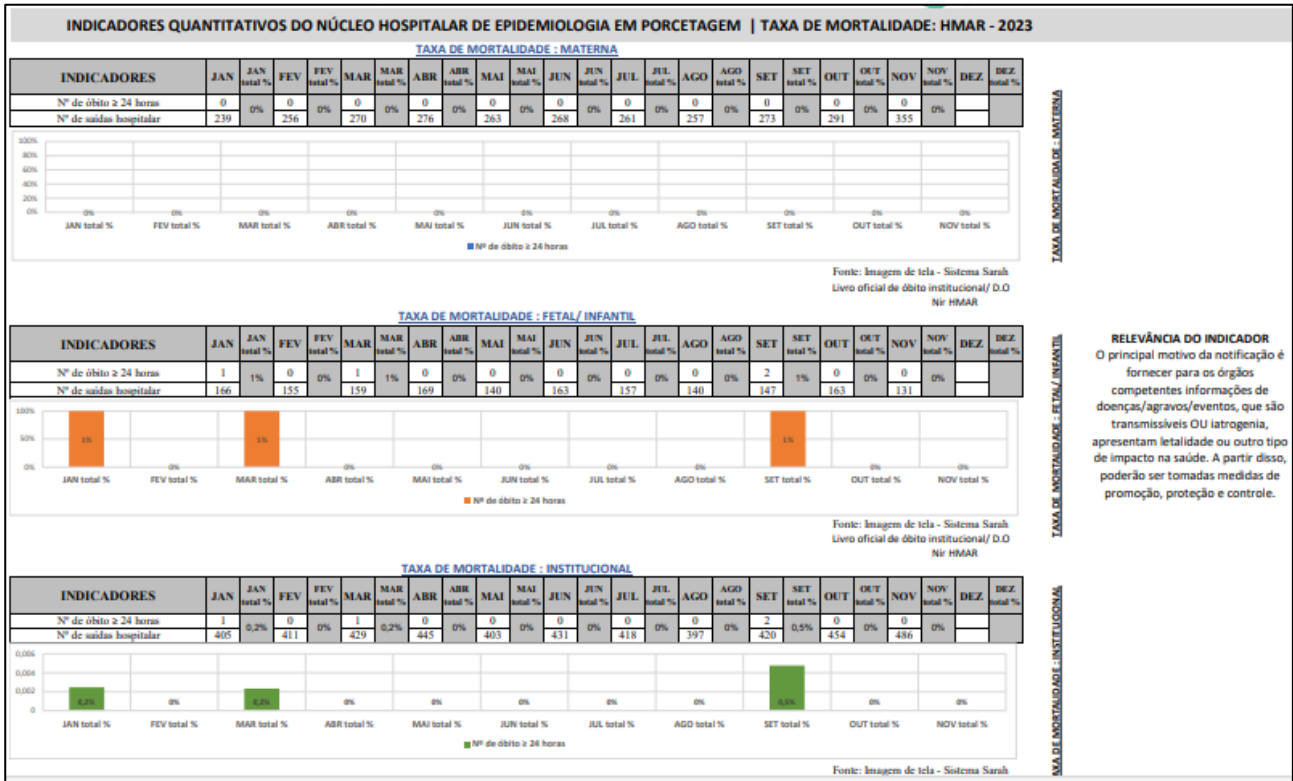 INDICADORES QUANTITATIVOS DO NÚCLEO HOSPITALAR DE EPIDEMIOLOGIA EM PORCETAGEM | TAXA DE MORTALIDADE: HMAR - 2023
TAXA DE MORTALIDADE : MATERNA
INDICADORES JAN JAN total % FEV FEV total % MAR MAR total % ABR ABR total % MAI MAI total % JUN JUN total % JUL JUL total % AGO AGO total % SET SET total % OUT OUT total % NOV NOV total % DEZ DEZ total %
Nº de óbito ≥ 24 horas 0 0% 0 0% 0 0% 0 0% 0 0% 0 0% 0 0% 0 0% 0 0% 0 0% 0 0%
Nº de saídas hospitalar 239 256 270 276 263 268 261 257 273 291 355
100%
80%
60%
40%
20%
0% 0% 0% 0% 0% 0% 0% 0% 0% 0% 0% 0%
JAN total % FEV total % MAR total % ABR total % MAI total % JUN total % JUL total % AGO total % SET total % OUT total % NOV total %
Nº de óbito ≥ 24 horas
TAXA DE MORTALIDADE : MATERNA
Fonte: Imagem de tela - Sistema Sarah
Livro oficial de óbito institucional/ D.O
Nir HMAR
TAXA DE MORTALIDADE : FETAL/ INFANTIL
INDICADORES JAN JAN total % FEV FEV total % MAR MAR total % ABR ABR total % MAI MAI total % JUN JUN total % JUL JUL total % AGO AGO total % SET SET total % OUT OUT total % NOV NOV total % DEZ DEZ total %
Nº de óbito ≥ 24 horas 1 1% 0 0% 1 1% 0 0% 0 0% 0 0% 0 0% 0 0% 2 1% 0 0% 0 0%
Nº de saídas hospitalar 166 155 159 169 140 163 157 140 147 163 131
100%
50%
0% 1% 0% 1% 0% 0% 0% 0% 0% 1% 0% 0%
JAN total % FEV total % MAR total % ABR total % MAI total % JUN total % JUL total % AGO total % SET total % OUT total % NOV total %
Nº de óbito ≥ 24 horas
TAXA DE MORTALIDADE : FETAL/ INFANTIL
RELEVÂNCIA DO INDICADOR
O principal motivo da notificação é
fornecer para os órgãos
competentes informações de
doenças/agravos/eventos, que são
transmissíveis OU iatrogenia,
apresentam letalidade ou outro tipo
de impacto na saúde. A partir disso,
poderão ser tomadas medidas de
promoção, proteção e controle.
Fonte: Imagem de tela - Sistema Sarah
Livro oficial de óbito institucional/ D.O
Nir HMAR
TAXA DE MORTALIDADE : INSTITUCIONAL
INDICADORES JAN JAN total % FEV FEV total % MAR MAR total % ABR ABR total % MAI MAI total % JUN JUN total % JUL JUL total % AGO AGO total % SET SET total % OUT OUT total % NOV NOV total % DEZ DEZ total %
Nº de óbito ≥ 24 horas 1 0,2% 0 0% 1 0,2% 0 0% 0 0% 0 0% 0 0% 0 0% 2 0,5% 0 0% 0 0%
Nº de saídas hospitalar 405 411 429 445 403 431 418 397 420 454 486
0,006
0,004
0,002
0 0,2% 0% 0,2% 0% 0% 0% 0% 0% 0,5% 0% 0%
JAN total % FEV total % MAR total % ABR total % MAI total % JUN total % JUL total % AGO total % SET total % OUT total % NOV total %
Nº de óbito ≥ 24 horas
AXA DE MORTALIDADE : INSTITUCIONAL
Fonte: Imagem de tela - Sistema Sarah